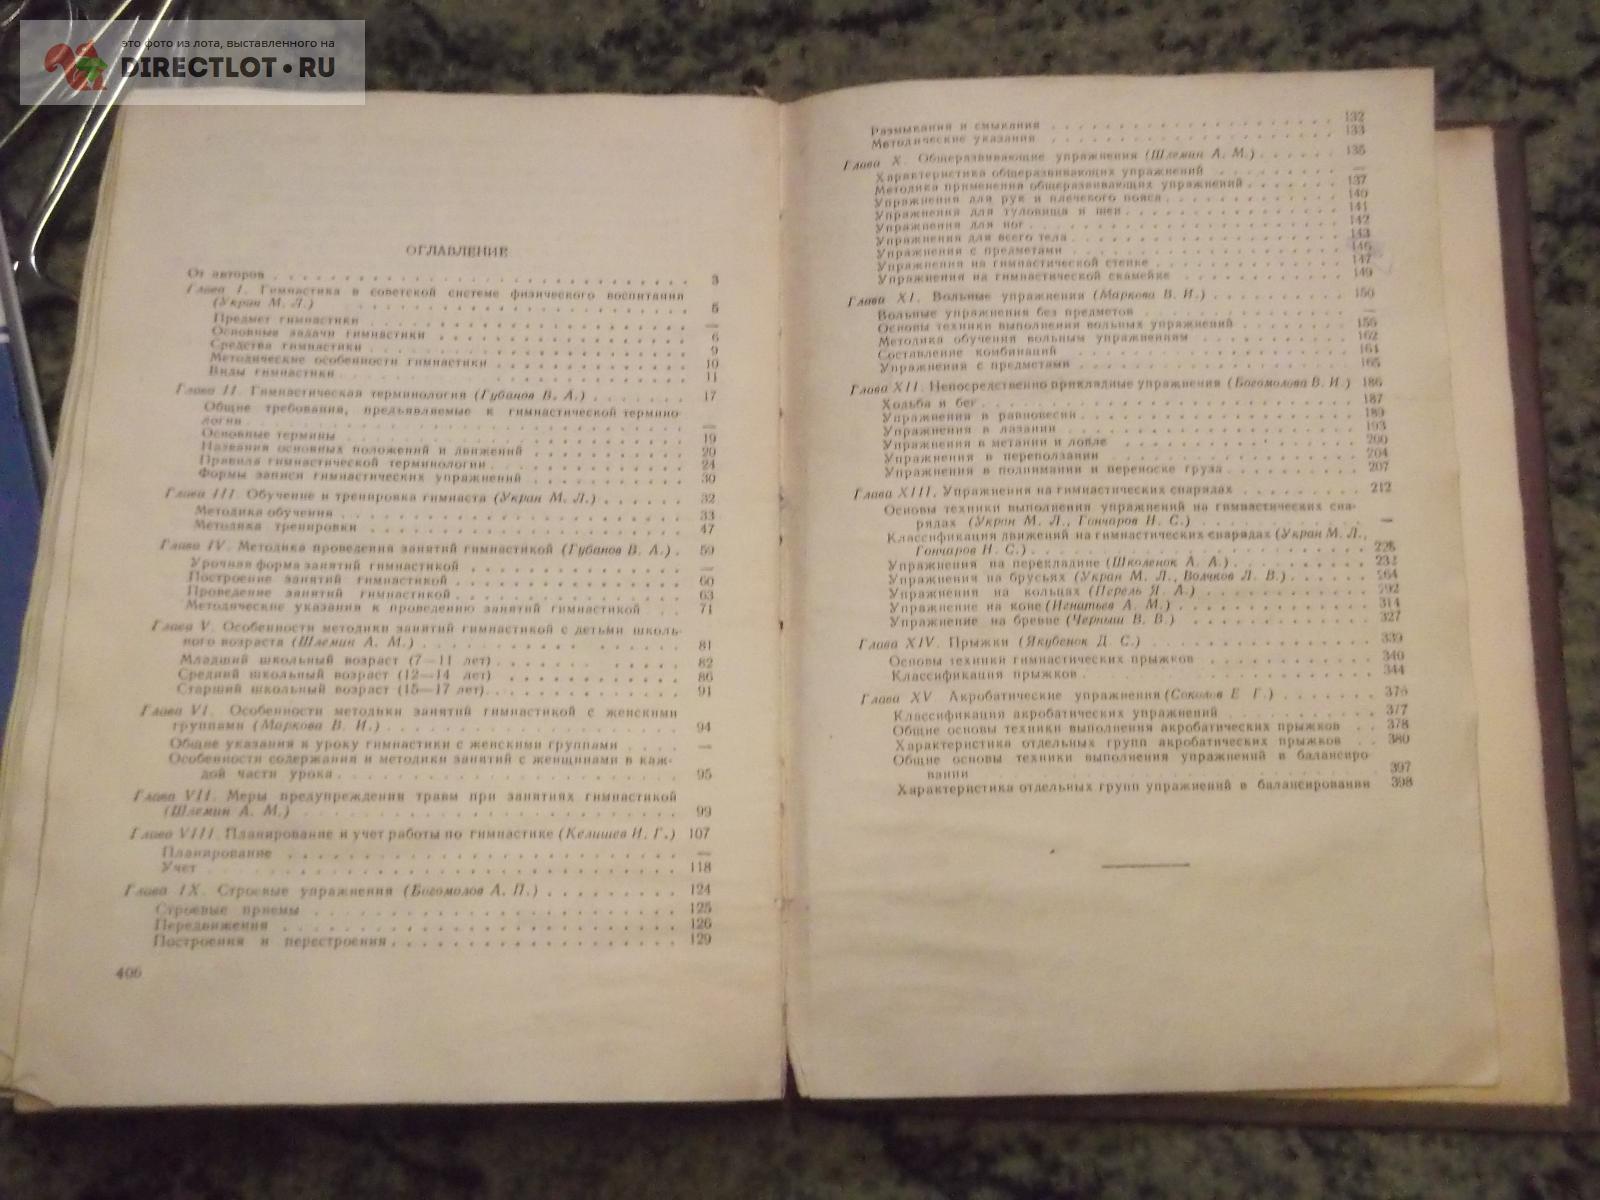 это фото из лота, выставленного на
DIRECTLOT.RU
ОГЛАВЛЕНИЕ
От авторов . . . 3
Глава I. Гимнастика в советской системе физического воспитания
(Украп М. Л.) . . . 5
Предмет гимнастики . . . —
Основные задачи гимнастики . . . 6
Средства гимнастики . . . 9
Методические особенности гимнастики . . . 10
Виды гимнастики . . . 11
Глава II. Гимнастическая терминология (Губанов В. А.) . . . 17
Общие требования, предъявляемые к гимнастической термино-
логии . . . —
Основные термины . . . 19
Названия основных положений и движений . . . 20
Правила гимнастической терминологии . . . 24
Формы записи гимнастических упражнений . . . 30
Глава III. Обучение и тренировка гимнаста (Укран М. Л.) . . . 32
Методика обучения . . . 33
Методика тренировки . . . 47
Глава IV. Методика проведения занятий гимнастикой (Губанов В. А.) . 59
Урочная форма занятий гимнастикой . . . —
Построение занятий гимнастикой . . . 60
Проведение занятий гимнастикой . . . 63
Методические указания к проведению занятий гимнастикой . . 71
Глава V. Особенности методики занятий гимнастикой с детьми школь-
ного возраста (Шлемин А. М.) . . . 81
Младший школьный возраст (7—11 лет) . . . 82
Средний школьный возраст (12—14 лет) . . . 86
Старший школьный возраст (15—17 лет) . . . 91
Глава VI. Особенности методики занятий гимнастикой с женскими
группами (Маркова В. И.) . . . 94
Общие указания к уроку гимнастики с женскими группами . . . —
Особенности содержания и методики занятий с женщинами в каж-
дой части урока . . . 95
Глава VII. Меры предупреждения травм при занятиях гимнастикой
(Шлемин А. М.) . . . 99
Глава VIII. Планирование и учет работы по гимнастике (Келишев И. Г.) 107
Планирование . . . —
Учет . . . 118
Глава IX. Строевые упражнения (Богомолов А. П.) . . . 124
Строевые приемы . . . 125
Передвижения . . . 126
Построения и перестроения . . . 129
406
Размыкания и смыкания . . . 132
Методические указания . . . 133
Глава X. Общеразвивающие упражнения (Шлемин А. М.) . . . 135
Характеристика общеразвивающих упражнений . . . —
Методика применения общеразвивающих упражнений . . . 137
Упражнения для рук и плечевого пояса . . . 140
Упражнения для туловища и шеи . . . 141
Упражнения для ног . . . 142
Упражнения для всего тела . . . 143
Упражнения с предметами . . . 146
Упражнения на гимнастической стенке . . . 147
Упражнения на гимнастической скамейке . . . 149
Глава XI. Вольные упражнения (Маркова В. И.) . . . 150
Вольные упражнения без предметов . . . —
Основы техники выполнения вольных упражнений . . . 155
Методика обучения вольным упражнениям . . . 162
Составление комбинаций . . . 164
Упражнения с предметами . . . 165
Глава XII. Непосредственно прикладные упражнения (Богомолова В. И.) 186
Ходьба и бег . . . 187
Упражнения в равновесии . . . 189
Упражнения в лазании . . . 193
Упражнения в метании и ловле . . . 200
Упражнения в переползании . . . 204
Упражнения в поднимании и переноске груза . . . 207
Глава XIII. Упражнения на гимнастических снарядах . . . 212
Основы техники выполнения упражнений на гимнастических сна-
рядах (Укран М. Л., Гончаров Н. С.) . . . —
Классификация движений на гимнастических снарядах (Укран М. Л.,
Гончаров Н. С.) . . . 228
Упражнения на перекладине (Школенок А. А.) . . . 232
Упражнения на брусьях (Укран М. Л., Волчков Л. В.) . . . 264
Упражнения на кольцах (Перель Я. А.) . . . 292
Упражнение на коне (Игнатьев А. М.) . . . 314
Упражнение на бревне (Черныш В. В.) . . . 327
Глава XIV. Прыжки (Якубенок Д. С.) . . . 339
Основы техники гимнастических прыжков . . . 340
Классификация прыжков . . . 344
Глава XV Акробатические упражнения (Соколов Е. Г.) . . . 376
Классификация акробатических упражнений . . . 377
Общие основы техники выполнения акробатических прыжков . . 378
Характеристика отдельных групп акробатических прыжков . . 380
Общие основы техники выполнения упражнений в балансиро-
вании . . . 397
Характеристика отдельных групп упражнений в балансировании 398